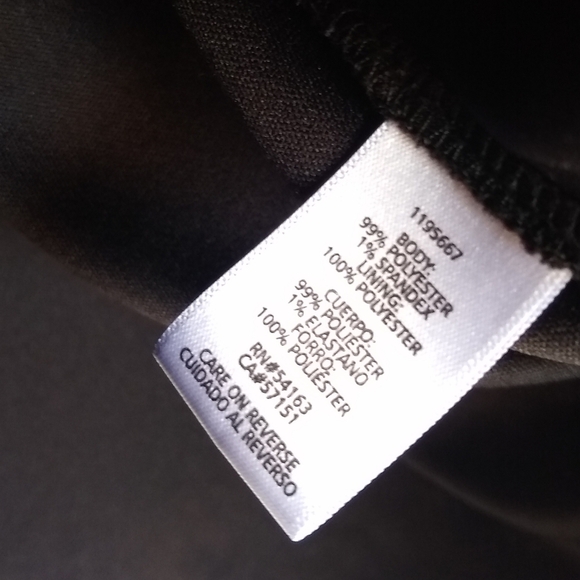 1195667
BODY:
99% POLYESTER
1% SPANDEX
LINING:
100% POLYESTER
CUERPO:
99% POLIÉSTER
1% ELASTANO
FORRO:
100% POLIÉSTER
RN#54163
CA#57151
CARE ON REVERSE
CUIDADO AL REVERSO